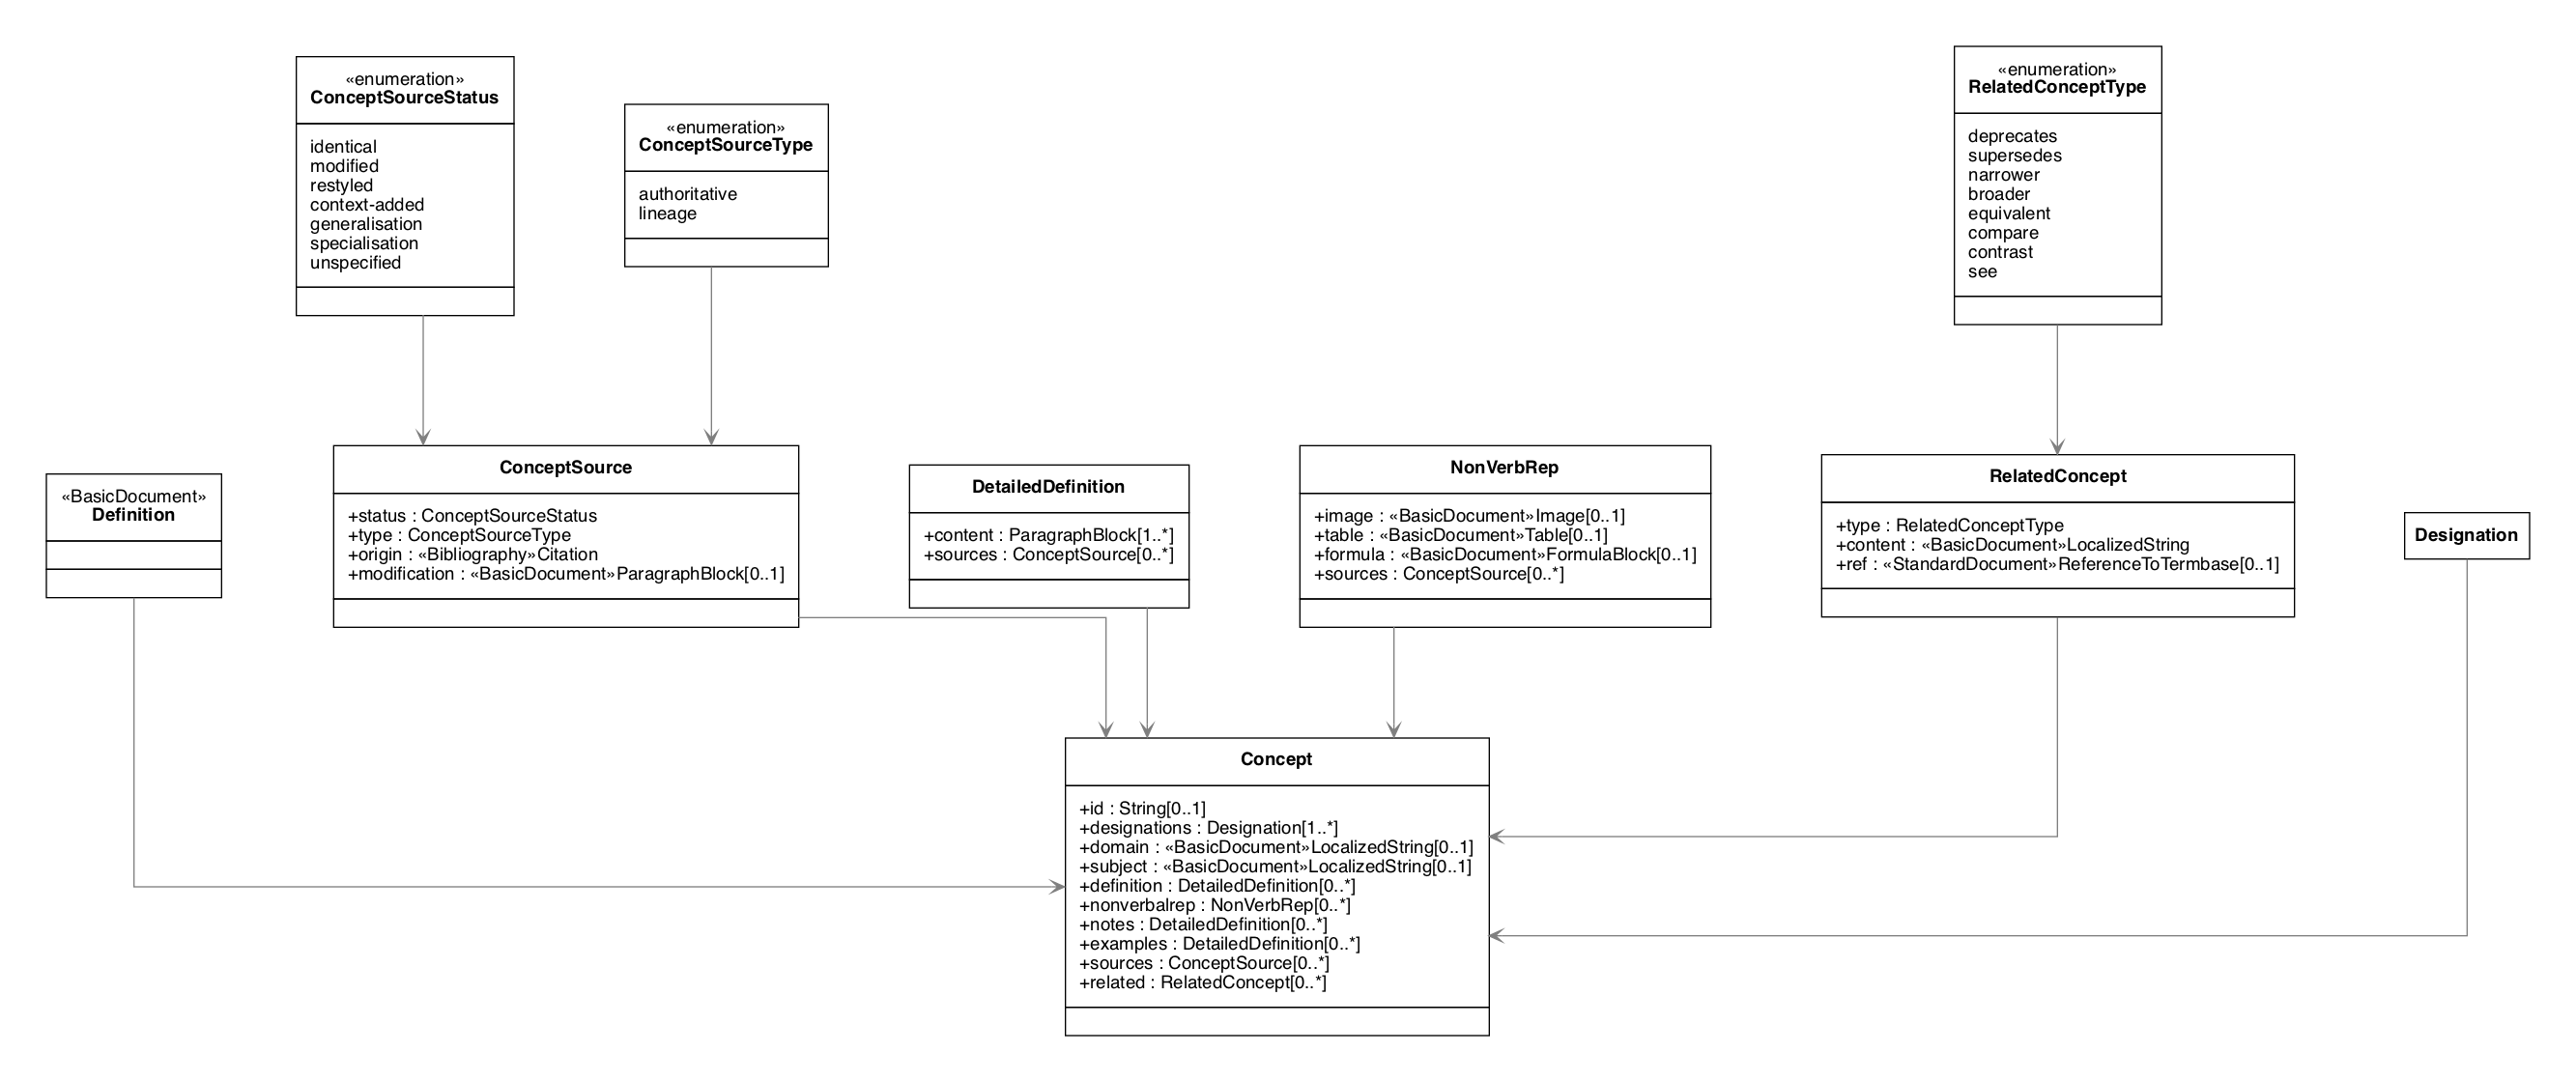 «enumeration»
ConceptSourceStatus
identical
modified
restyled
context-added
generalisation
specialisation
unspecified
«enumeration»
ConceptSourceType
authoritative
lineage
«enumeration»
RelatedConceptType
deprecates
supersedes
narrower
broader
equivalent
compare
contrast
see
«BasicDocument»
Definition
ConceptSource
+status : ConceptSourceStatus
+type : ConceptSourceType
+origin : «Bibliography»Citation
+modification : «BasicDocument»ParagraphBlock[0..1]
DetailedDefinition
+content : ParagraphBlock[1..*]
+sources : ConceptSource[0..*]
NonVerbRep
+image : «BasicDocument»Image[0..1]
+table : «BasicDocument»Table[0..1]
+formula : «BasicDocument»FormulaBlock[0..1]
+sources : ConceptSource[0..*]
RelatedConcept
+type : RelatedConceptType
+content : «BasicDocument»LocalizedString
+ref : «StandardDocument»ReferenceToTermbase[0..1]
Designation
Concept
+id : String[0..1]
+designations : Designation[1..*]
+domain : «BasicDocument»LocalizedString[0..1]
+subject : «BasicDocument»LocalizedString[0..1]
+definition : DetailedDefinition[0..*]
+nonverbalrep : NonVerbRep[0..*]
+notes : DetailedDefinition[0..*]
+examples : DetailedDefinition[0..*]
+sources : ConceptSource[0..*]
+related : RelatedConcept[0..*]